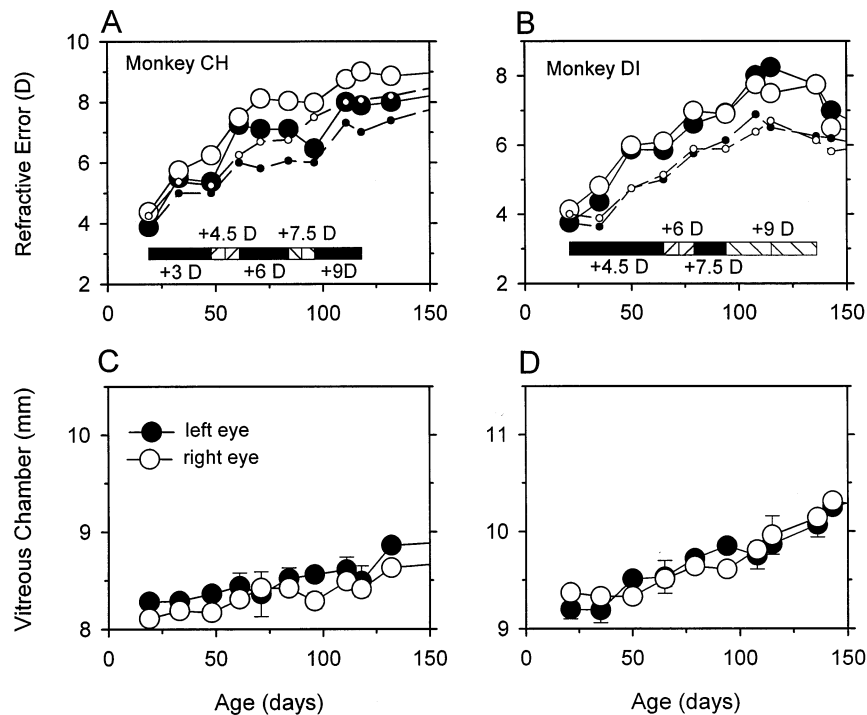 A
B
Refractive Error (D)
10
8
6
4
2
Monkey CH
+4.5 D +7.5 D
+3 D +6 D +9D
0 50 100 150
8
6
4
2
Monkey DI
+6 D +9 D
+4.5 D +7.5 D
0 50 100 150
C
D
Vitreous Chamber (mm)
10
9
8
left eye
right eye
0 50 100 150
Age (days)
11
10
9
0 50 100 150
Age (days)